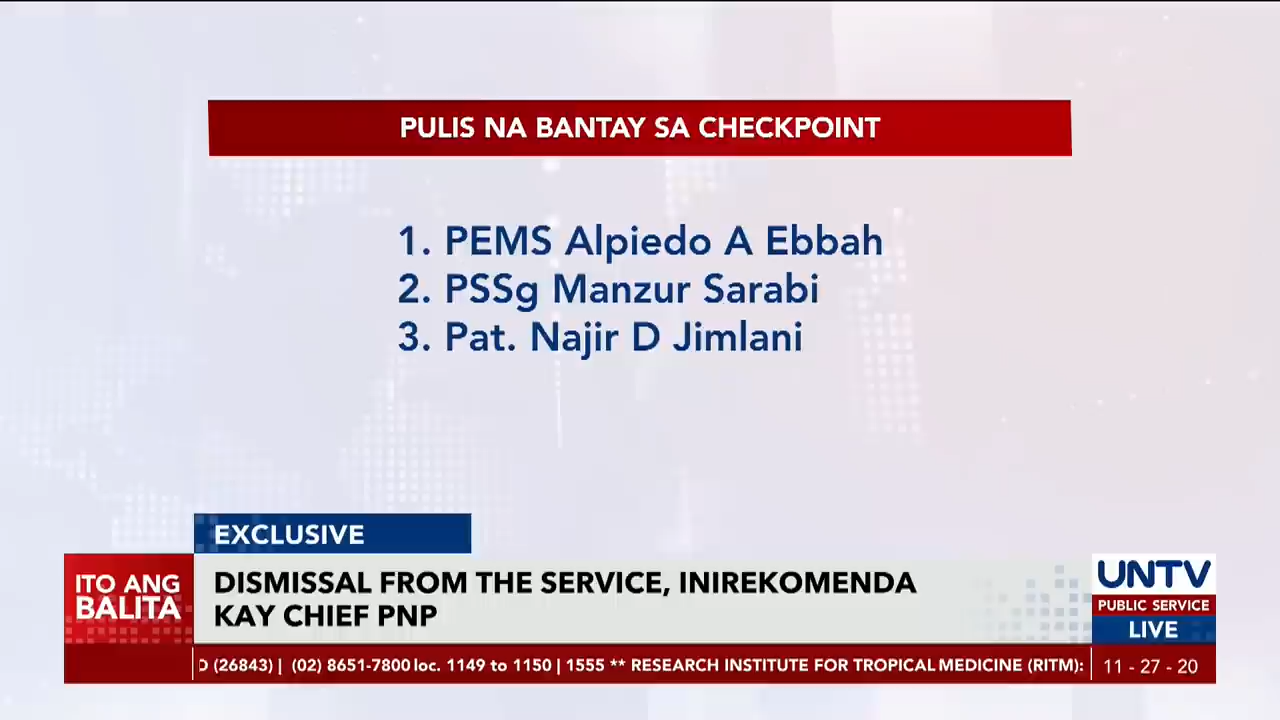 PULIS NA BANTAY SA CHECKPOINT
1. PEMS Alpiedo A Ebbah
2. PSSg Manzur Sarabi
3. Pat. Najir D Jimlani
EXCLUSIVE
ITO ANG
BALITA
DISMISSAL FROM THE SERVICE, INIREKOMENDA
KAY CHIEF PNP
UNTV
PUBLIC SERVICE
LIVE
(26843) | (02) 8651-7800 loc. 1149 to 1150 | 1555 ** RESEARCH INSTITUTE FOR TROPICAL MEDICINE (RITM):
11 - 27 - 20